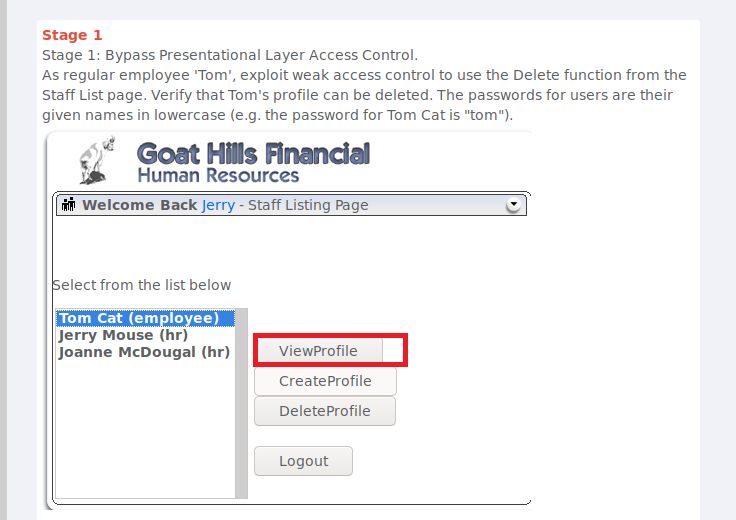 Stage 1
Stage 1: Bypass Presentational Layer Access Control.
As regular employee 'Tom', exploit weak access control to use the Delete function from the
Staff List page. Verify that Tom's profile can be deleted. The passwords for users are their
given names in lowercase (e.g. the password for Tom Cat is "tom").
Goat Hills Financial
Human Resources
Welcome Back Jerry - Staff Listing Page
Select from the list below
Tom Cat (employee)
Jerry Mouse (hr)
Joanne McDougal (hr)
ViewProfile
CreateProfile
DeleteProfile
Logout